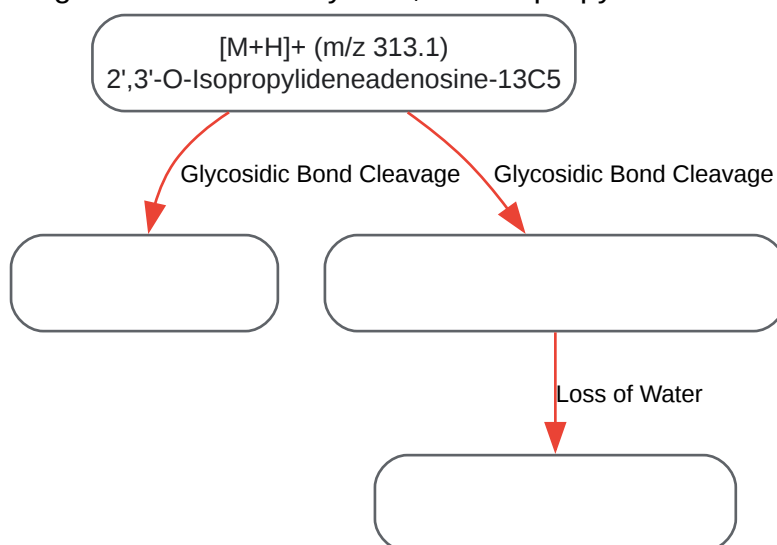 [M+H]+ (m/z 313.1)
2',3'-O-Isopropylideneadenosine-13C5
Glycosidic Bond Cleavage
Glycosidic Bond Cleavage
Loss of Water